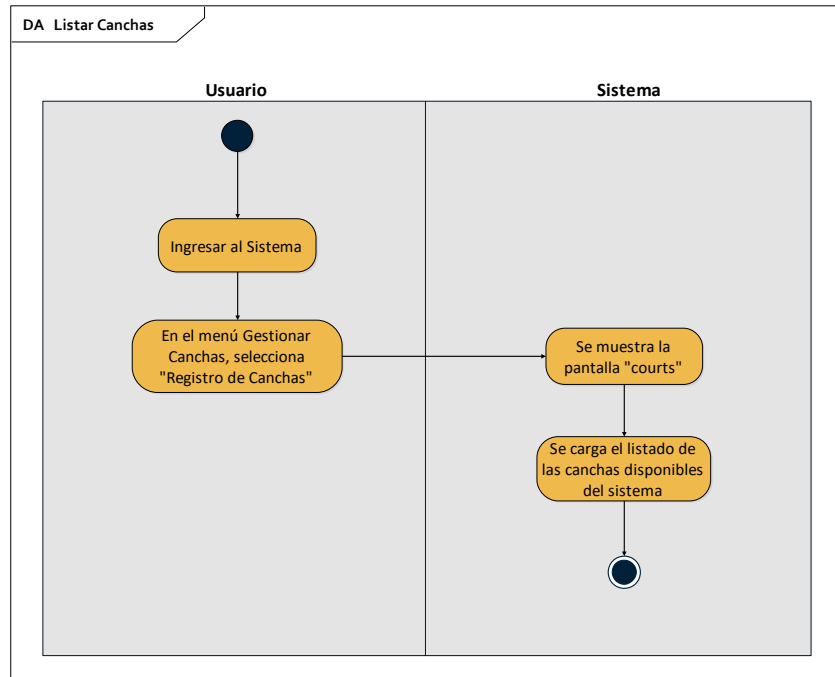 DA Listar Canchas
Usuario
Sistema
Ingresar al Sistema
En el menú Gestionar
Canchas, selecciona
"Registro de Canchas"
Se muestra la
pantalla "courts"
Se carga el listado de
las canchas disponibles
del sistema